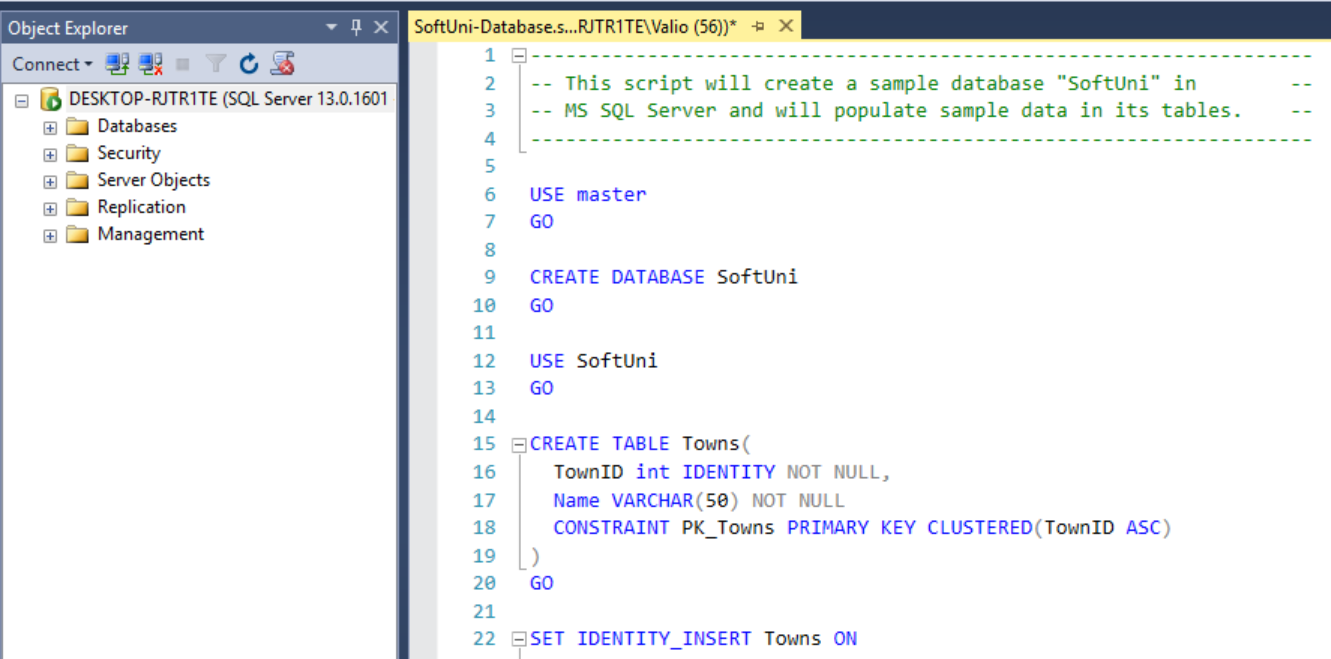 Object Explorer
Connect
DESKTOP-RJTR1TE (SQL Server 13.0.1601
Databases
Security
Server Objects
Replication
Management
SoftUni-Database.s...RJTR1TE\Valio (56))*
1 --------------------------------------------------------------------
2 -- This script will create a sample database "SoftUni" in        --
3 -- MS SQL Server and will populate sample data in its tables.    --
4 --------------------------------------------------------------------
5
6 USE master
7 GO
8
9 CREATE DATABASE SoftUni
10 GO
11
12 USE SoftUni
13 GO
14
15 CREATE TABLE Towns(
16   TownID int IDENTITY NOT NULL,
17   Name VARCHAR(50) NOT NULL
18   CONSTRAINT PK_Towns PRIMARY KEY CLUSTERED(TownID ASC)
19 )
20 GO
21
22 SET IDENTITY_INSERT Towns ON